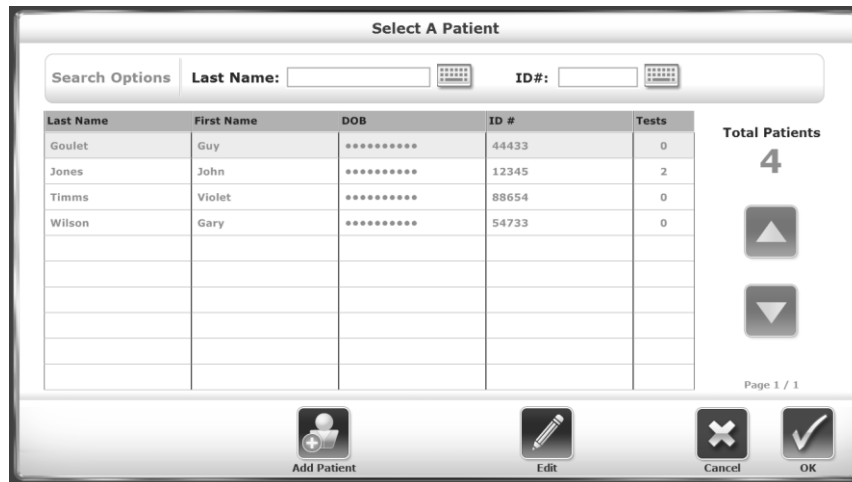 Select A Patient
Search Options Last Name: ID#:
Last Name First Name DOB ID # Tests
Total Patients
4
Goulet Guy •••••••••• 44433 0
Jones John •••••••••• 12345 2
Timms Violet •••••••••• 88654 0
Wilson Gary •••••••••• 54733 0
Page 1 / 1
Add Patient Edit Cancel OK